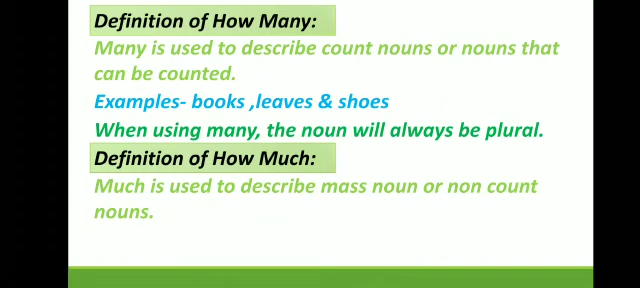 Definition of How Many:
Many is used to describe count nouns or nouns that
can be counted.
Examples- books ,leaves & shoes
When using many, the noun will always be plural.
Definition of How Much:
Much is used to describe mass noun or non count
nouns.